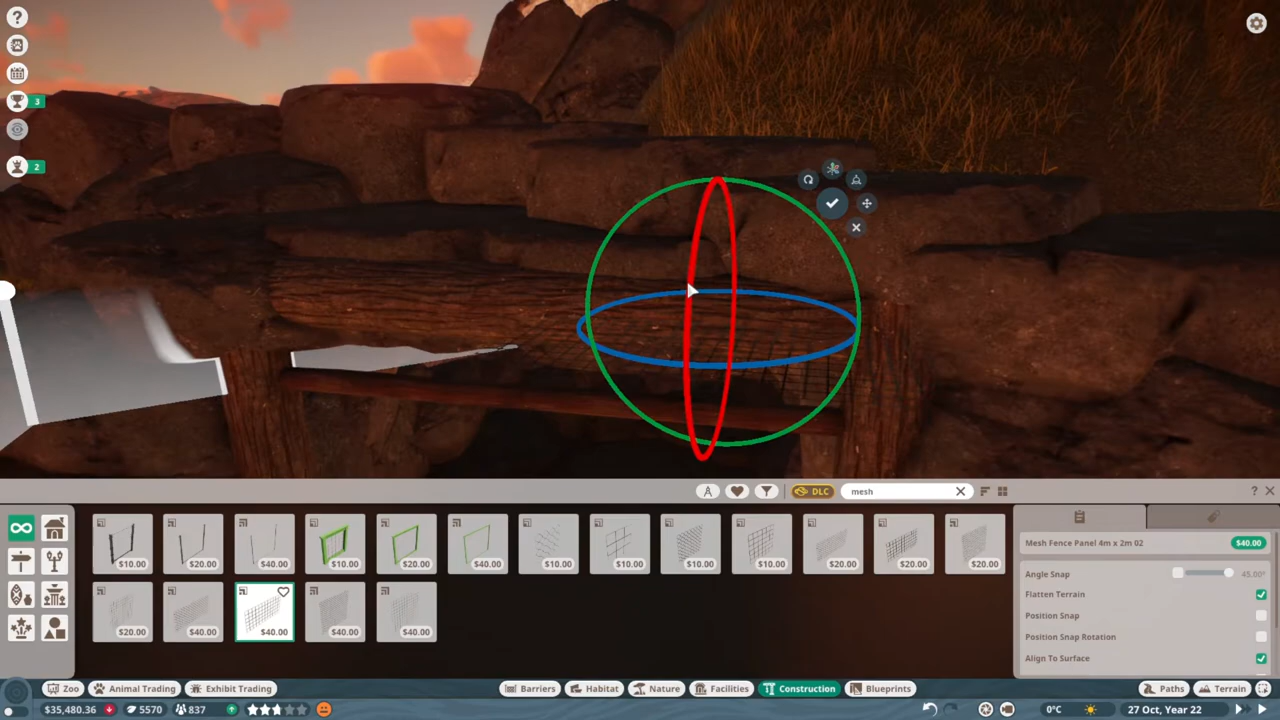 ?
3
2
DLC
mesh
?
$10.00
$20.00
$40.00
$10.00
$20.00
$40.00
$10.00
$10.00
$10.00
$10.00
$20.00
$20.00
$20.00
$20.00
$40.00
$40.00
$40.00
$40.00
Mesh Fence Panel 4m x 2m 02
$40.00
Angle Snap
45.00°
Flatten Terrain
Position Snap
Position Snap Rotation
Align To Surface
Zoo
Animal Trading
Exhibit Trading
Barriers
Habitat
Nature
Facilities
Construction
Blueprints
Paths
Terrain
$35,480.36
5570
837
0°C
27 Oct, Year 22